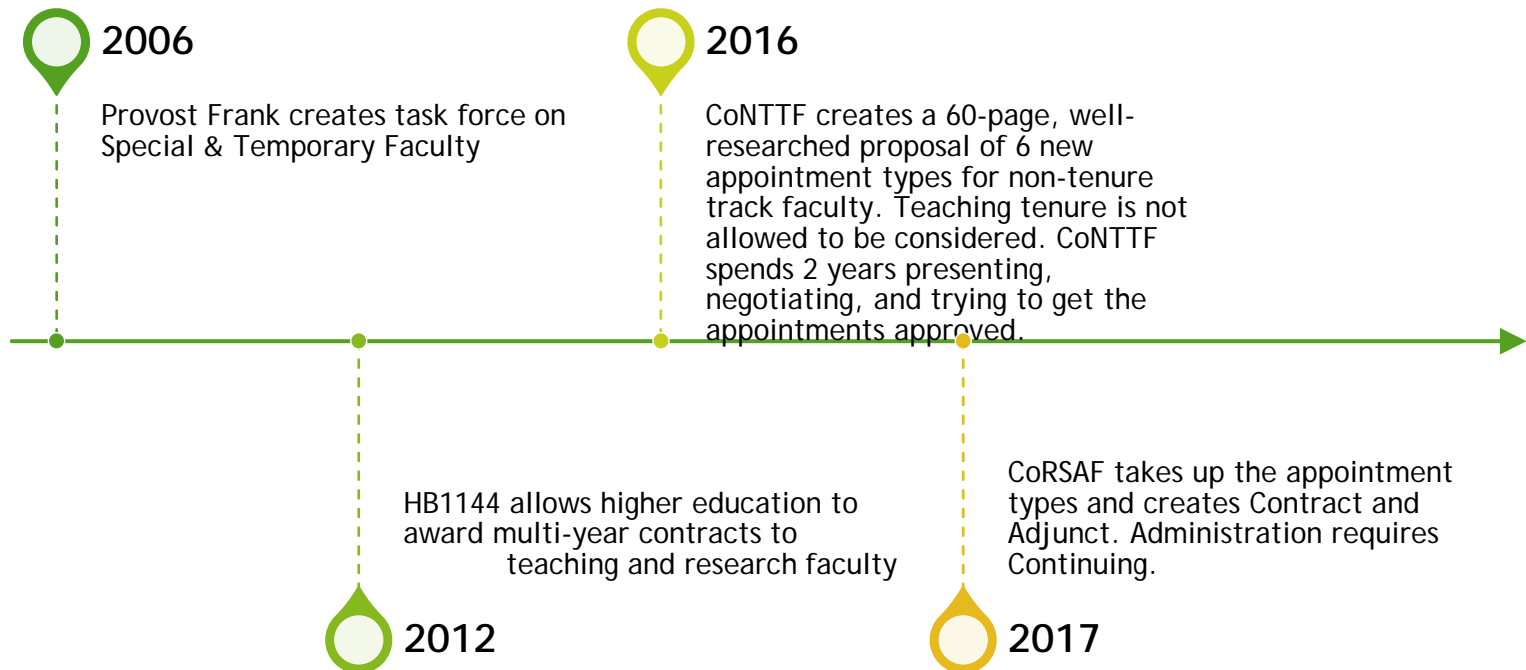 2006
Provost Frank creates task force on
Special & Temporary Faculty
2016
CoNTTF creates a 60-page, well-
researched proposal of 6 new
appointment types for non-tenure
track faculty. Teaching tenure is not
allowed to be considered. CoNTTF
spends 2 years presenting,
negotiating, and trying to get the
appointments approved.
HB1144 allows higher education to
award multi-year contracts to
teaching and research faculty
2012
CoRSAF takes up the appointment
types and creates Contract and
Adjunct. Administration requires
Continuing.
2017